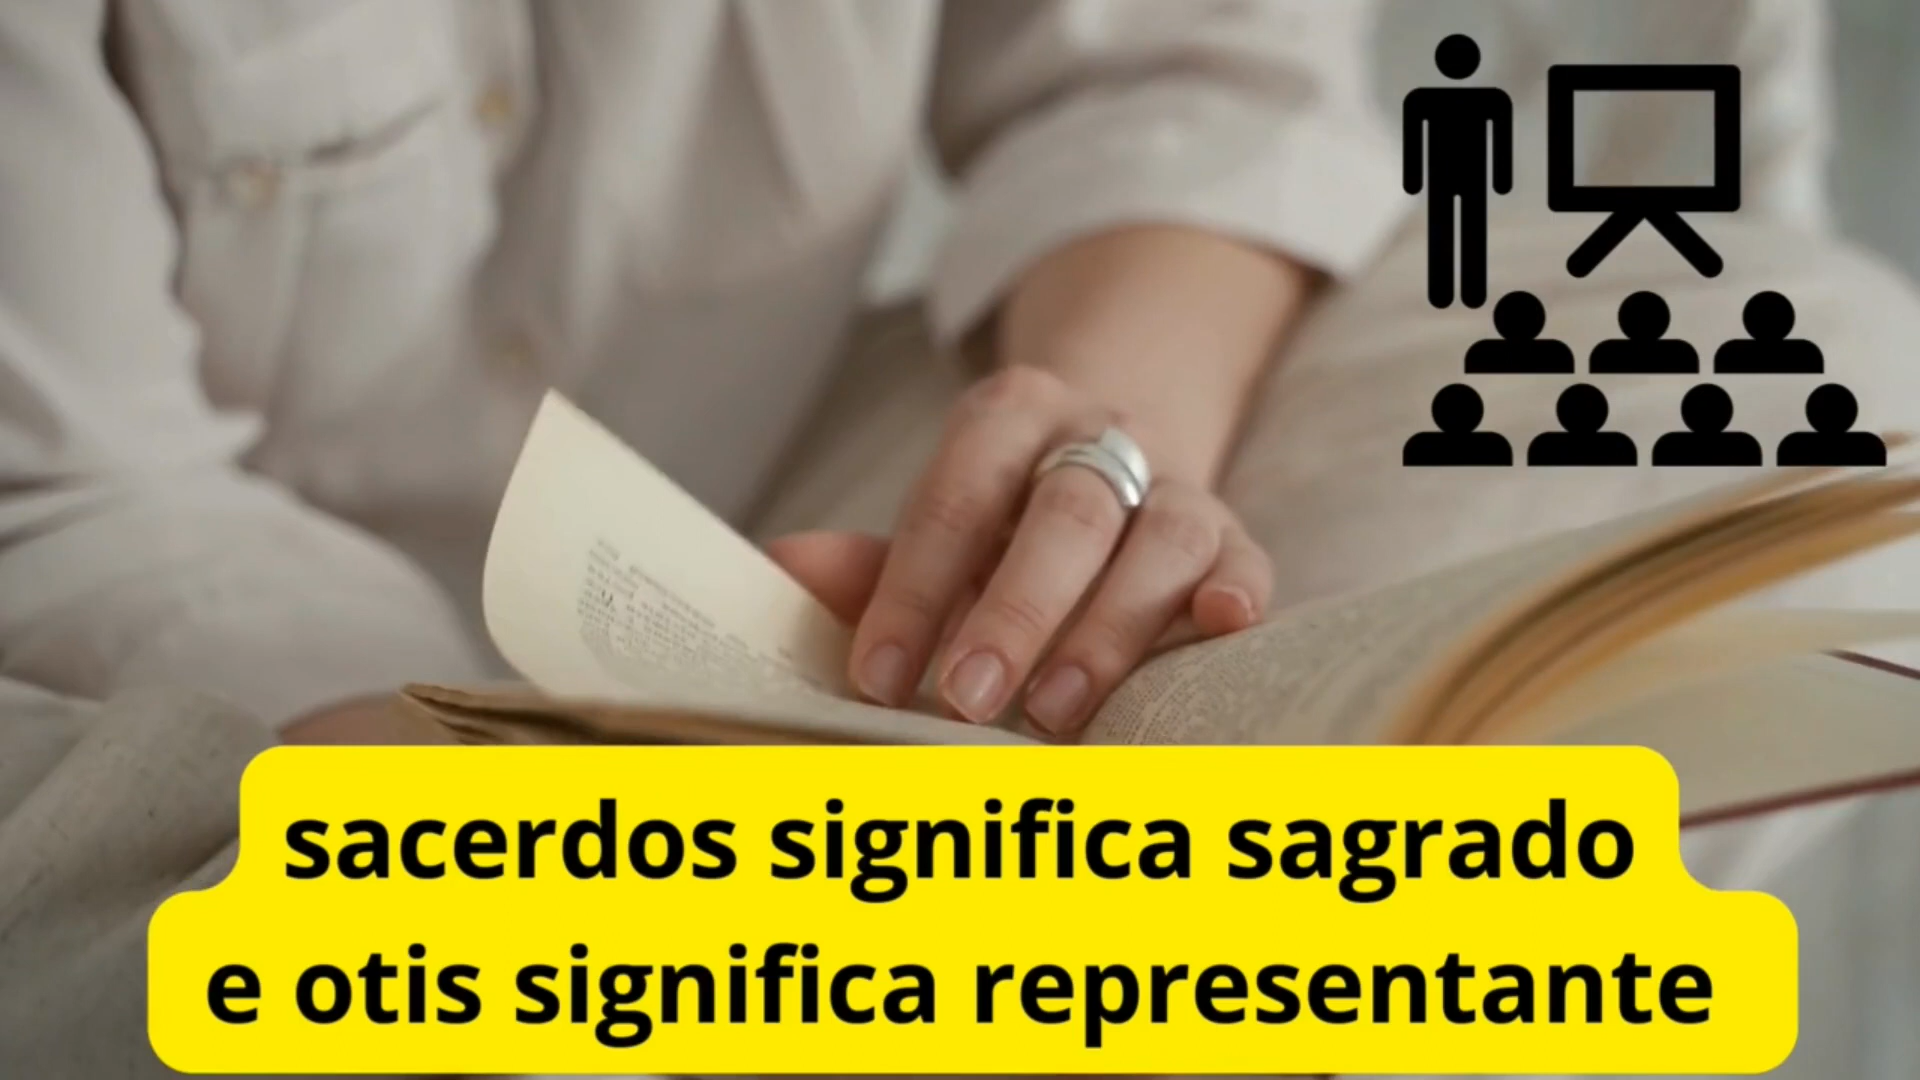 sacerdos significa sagrado
e otis significa representante